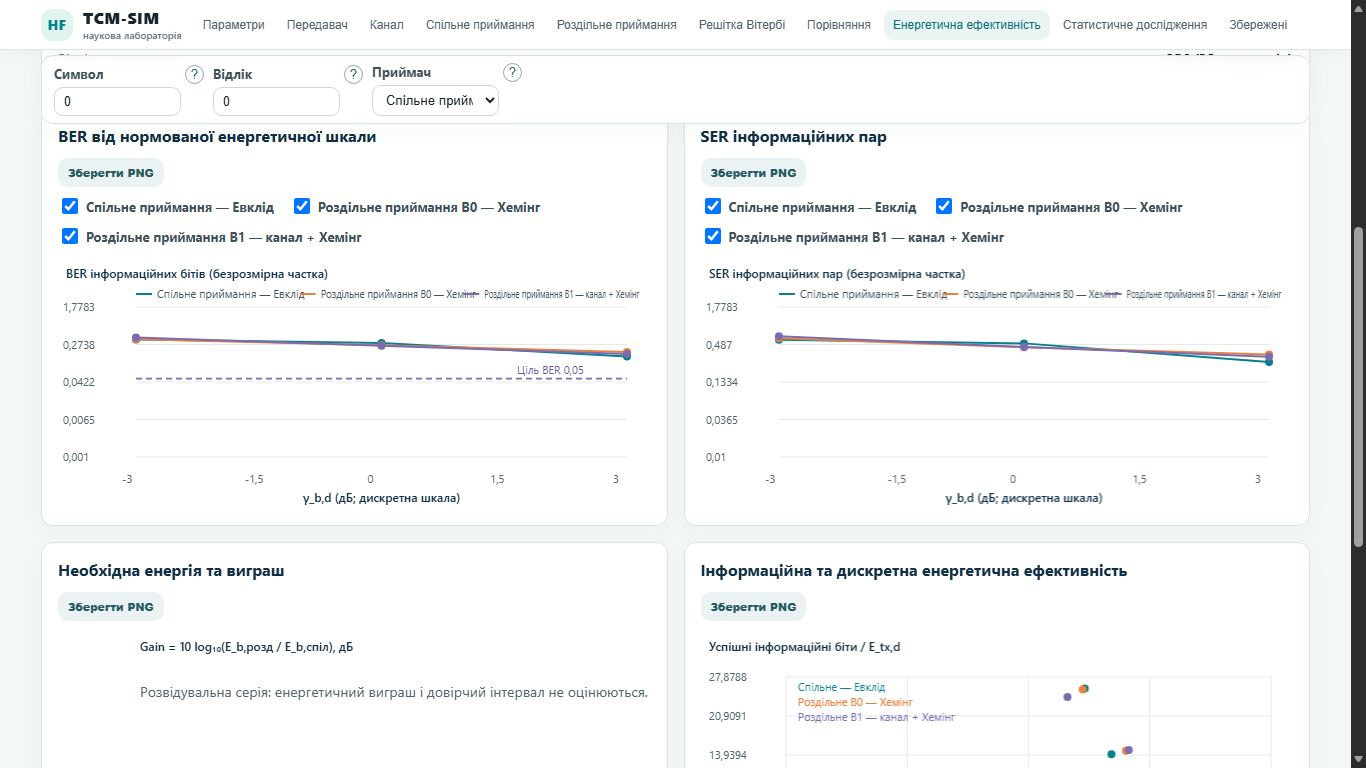 HF
TCM-SIM
наукова лабораторія
Параметри
Передавач
Канал
Спільне приймання
Роздільне приймання
Решітка Вітербі
Порівняння
Енергетична ефективність
Статистичне дослідження
Збережені
Символ ?
Відлік ?
Приймач ?
0
0
Спільне прийм
BER від нормованої енергетичної шкали
Зберегти PNG
Спільне приймання — Евклід
Роздільне приймання B0 — Хемінг
Роздільне приймання B1 — канал + Хемінг
BER інформаційних бітів (безрозмірна частка)
Спільне приймання — Евклід
Роздільне приймання B0 — Хемінг
Роздільне приймання B1 — канал + Хемінг
1,7783
0,2738
Ціль BER 0,05
0,0422
0,0065
0,001
-3
-1,5
0
1,5
3
γ_b,d (дБ; дискретна шкала)
SER інформаційних пар
Зберегти PNG
Спільне приймання — Евклід
Роздільне приймання B0 — Хемінг
Роздільне приймання B1 — канал + Хемінг
SER інформаційних пар (безрозмірна частка)
Спільне приймання — Евклід
Роздільне приймання B0 — Хемінг
Роздільне приймання B1 — канал + Хемінг
1,7783
0,487
0,1334
0,0365
0,01
-3
-1,5
0
1,5
3
γ_b,d (дБ; дискретна шкала)
Необхідна енергія та виграш
Зберегти PNG
Gain = 10 log₁₀(E_b,розд / E_b,спіл), дБ
Розвідувальна серія: енергетичний виграш і довірчий інтервал не оцінюються.
Інформаційна та дискретна енергетична ефективність
Зберегти PNG
Успішні інформаційні біти / E_tx,d
27,8788
Спільне — Евклід
Роздільне B0 — Хемінг
20,9091
Роздільне B1 — канал + Хемінг
13,9394